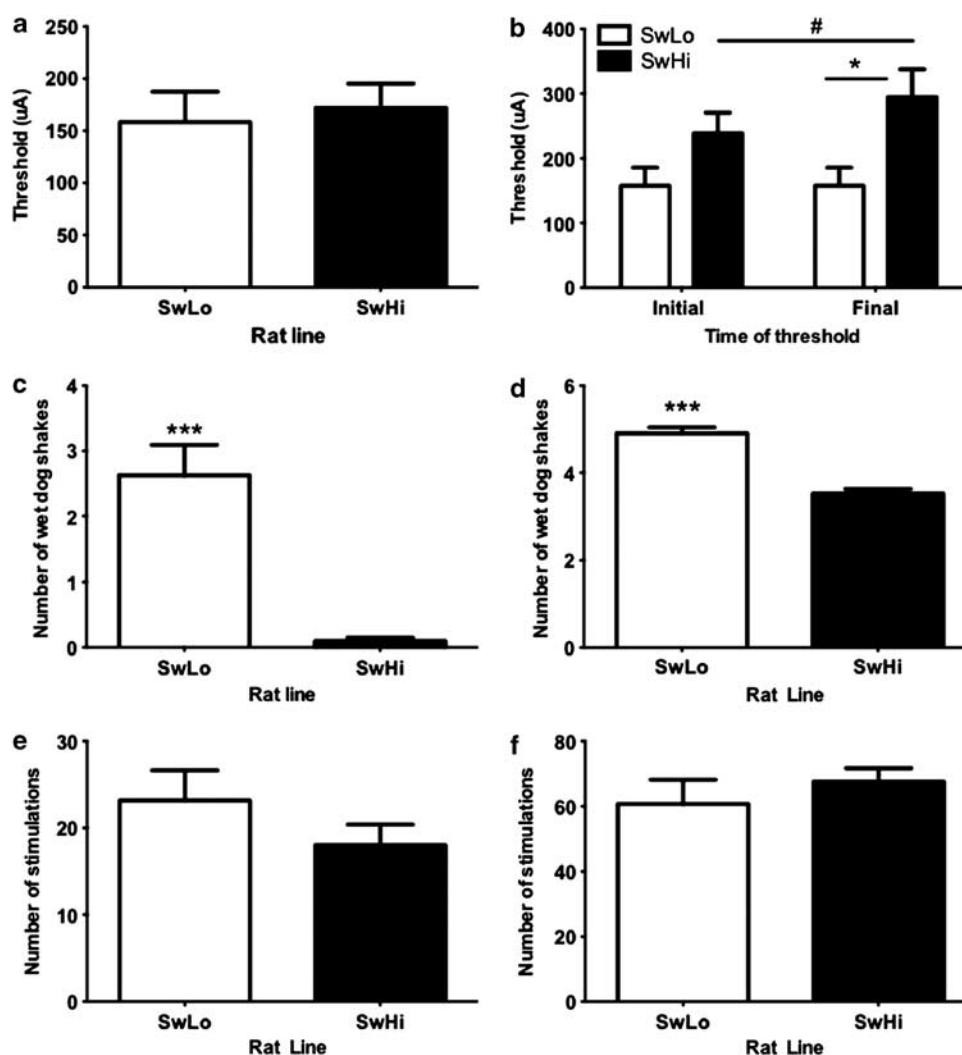 a
250
200
150
100
50
0
Threshold (uA)
SwLo SwHi
Rat line
b
SwLo
SwHi
#
*
400
300
200
100
0
Threshold (uA)
Initial Final
Time of threshold
c
4
3
2
1
0
Number of wet dog shakes
***
SwLo SwHi
Rat line
d
6
4
2
0
Number of wet dog shakes
***
SwLo SwHi
Rat Line
e
30
20
10
0
Number of stimulations
SwLo SwHi
Rat Line
f
80
60
40
20
0
Number of stimulations
SwLo SwHi
Rat Line